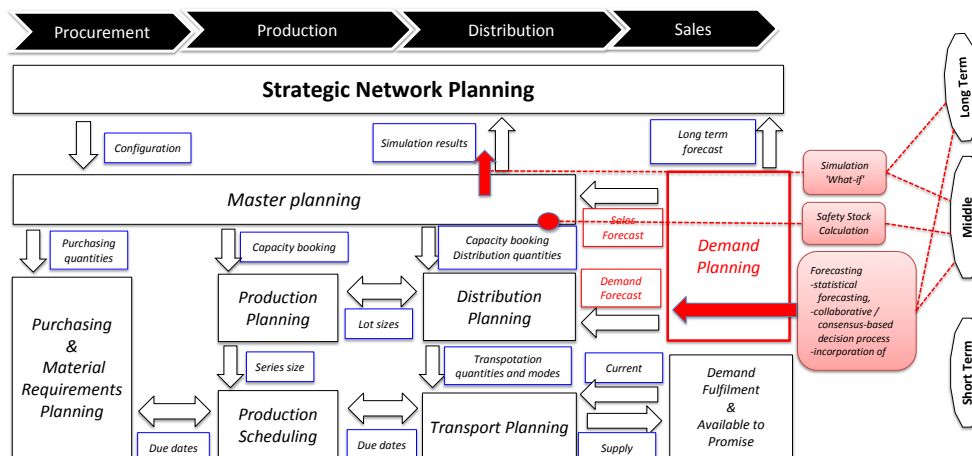 Procurement
Production
Distribution
Sales
Strategic Network Planning
Configuration
Simulation results
Long term
forecast
Master planning
Simulation
'What-if'
Sales
Forecast
Safety Stock
Calculation
Demand
Planning
Purchasing
quantities
Capacity booking
Capacity booking
Distribution quantities
Production
Planning
Lot sizes
Distribution
Planning
Demand
Forecast
Forecasting
-statistical
forecasting,
-collaborative /
consensus-based
decision process
-incorporation of
Purchasing
&
Material
Requirements
Planning
Series size
Transpotation
quantities and modes
Current
Demand
Fulfilment
&
Available to
Promise
Due dates
Production
Scheduling
Due dates
Transport Planning
Supply
Long Term
Middle
Short Term